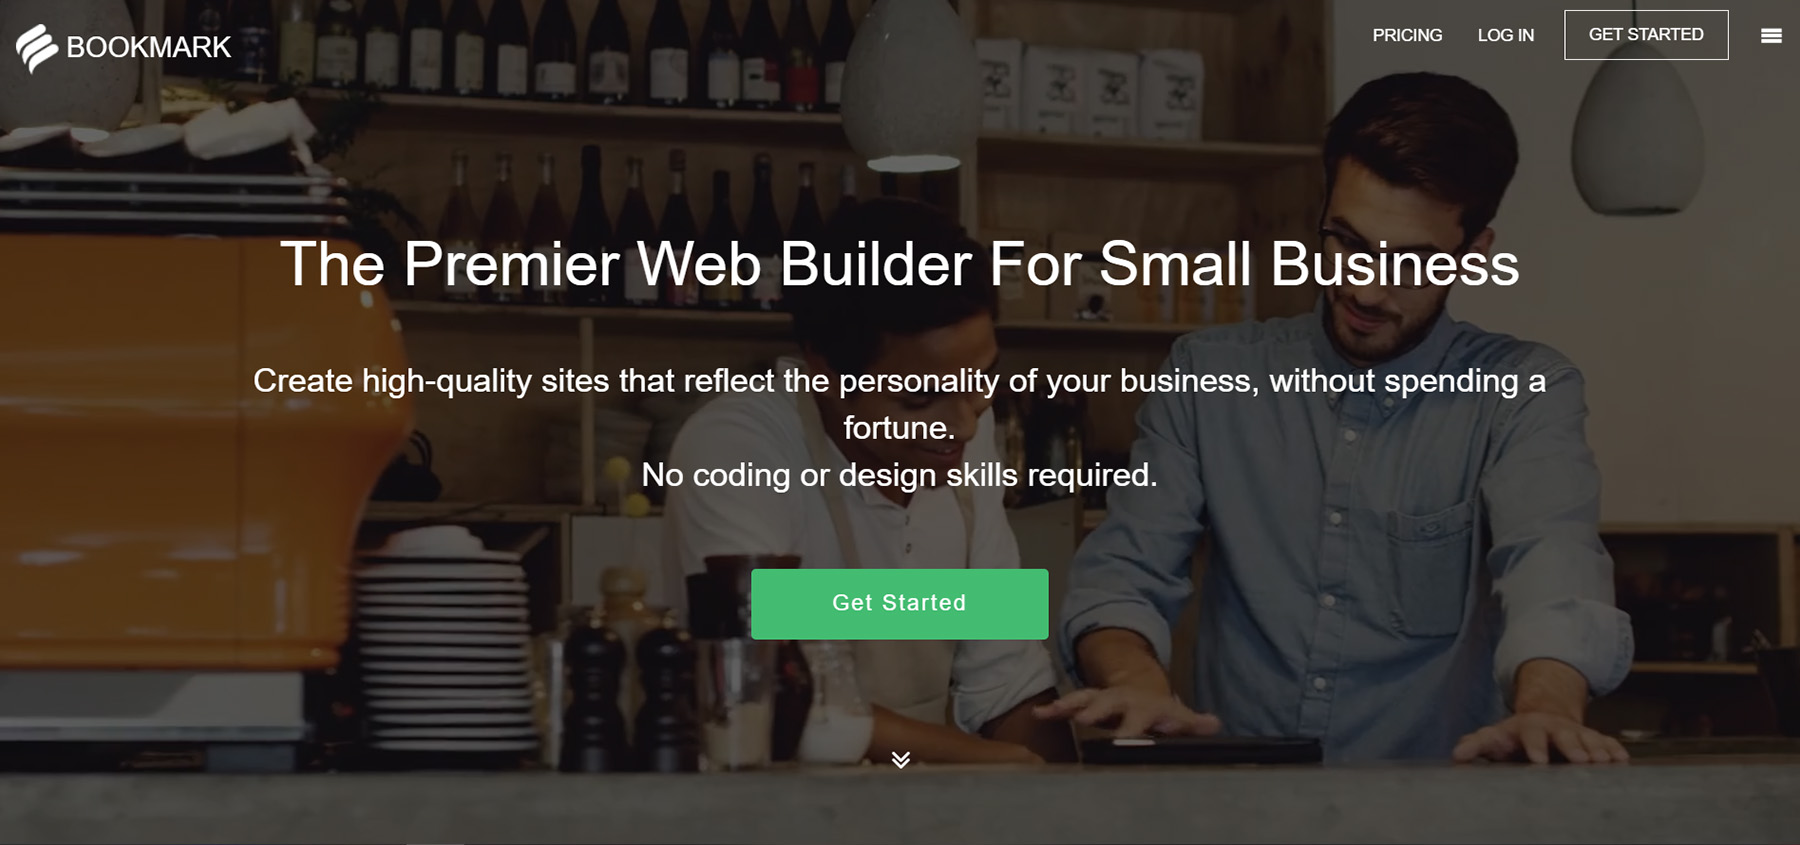 BOOKMARK
PRICING
LOG IN
GET STARTED
The Premier Web Builder For Small Business
Create high-quality sites that reflect the personality of your business, without spending a
fortune.
No coding or design skills required.
Get Started